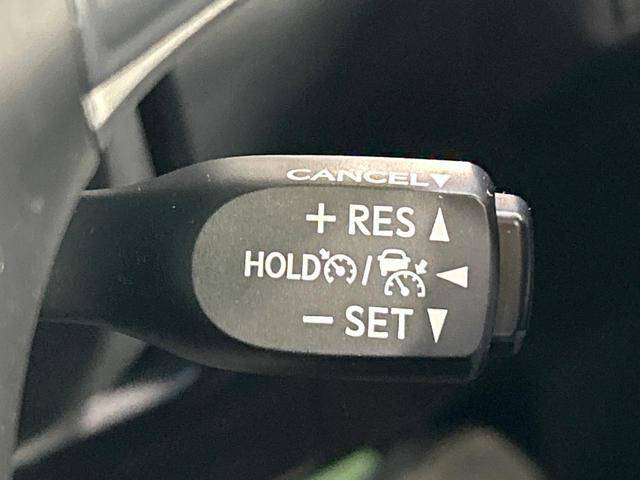 CANCEL▼
+ RES ▲
HOLD / ◀
− SET ▼